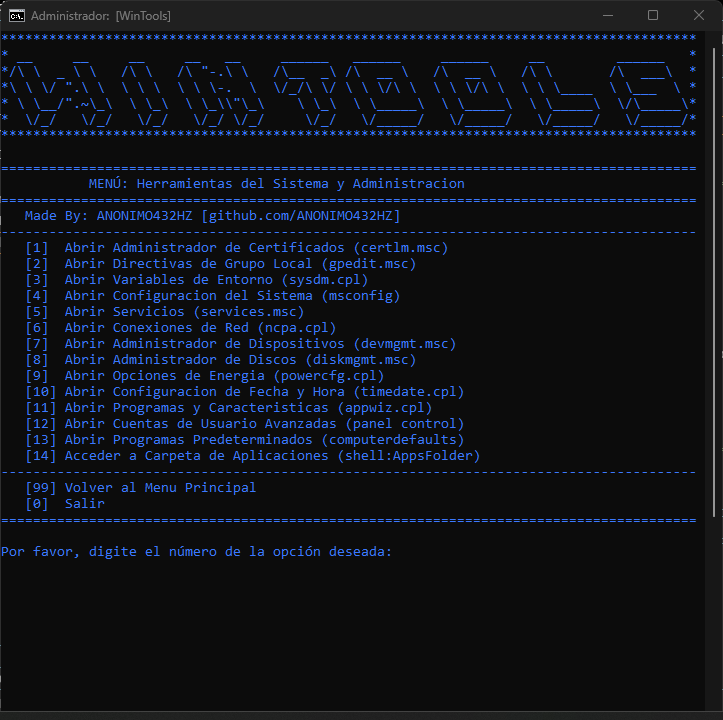 Administrador: [WinTools]
WINTOOLS
MENÚ: Herramientas del Sistema y Administracion
Made By: ANONIMO432HZ [github.com/ANONIMO432HZ]
[1] Abrir Administrador de Certificados (certlm.msc)
[2] Abrir Directivas de Grupo Local (gpedit.msc)
[3] Abrir Variables de Entorno (sysdm.cpl)
[4] Abrir Configuracion del Sistema (msconfig)
[5] Abrir Servicios (services.msc)
[6] Abrir Conexiones de Red (ncpa.cpl)
[7] Abrir Administrador de Dispositivos (devmgmt.msc)
[8] Abrir Administrador de Discos (diskmgmt.msc)
[9] Abrir Opciones de Energia (powercfg.cpl)
[10] Abrir Configuracion de Fecha y Hora (timedate.cpl)
[11] Abrir Programas y Caracteristicas (appwiz.cpl)
[12] Abrir Cuentas de Usuario Avanzadas (panel control)
[13] Abrir Programas Predeterminados (computerdefaults)
[14] Acceder a Carpeta de Aplicaciones (shell:AppsFolder)
[99] Volver al Menu Principal
[0] Salir
Por favor, digite el número de la opción deseada: